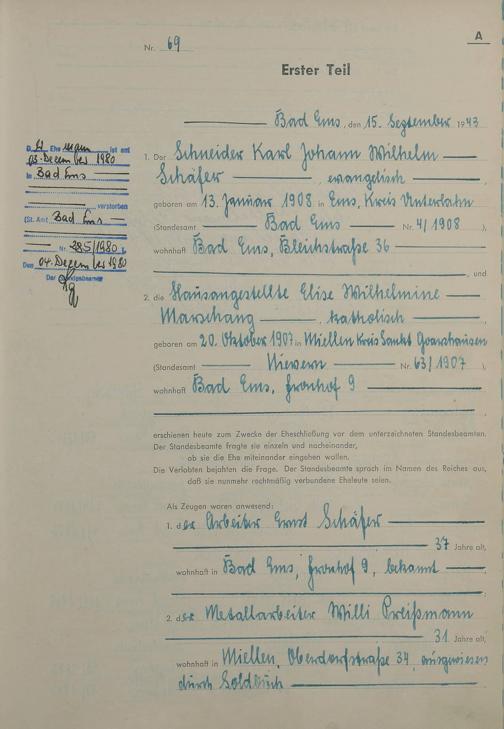 A
Nr. 69
Erster Teil
Bad Ems, den 15. September 1943
1. Der Schneider Karl Johann Wilhelm
Schäfer, evangelisch
geboren am 13. Januar 1908 in Ems, Kreis Unterlahn
(Standesamt Bad Ems Nr. 4/1908)
wohnhaft Bad Ems, Bleichstraße 36
, und
2. die Hausangestellte Elise Wilhelmine
Marschang, katholisch
geboren am 20. Oktober 1907 in Miellen Kreis Sankt Goarshausen
(Standesamt Nievern Nr. 63/1907),
wohnhaft Bad Ems, Fronhof 9
erschienen heute zum Zwecke der Eheschließung vor dem unterzeichneten Standesbeamten.
Der Standesbeamte fragte sie einzeln und nacheinander,
ob sie die Ehe miteinander eingehen wollen.
Die Verlobten bejahten die Frage. Der Standesbeamte sprach im Namen des Reiches aus,
daß sie nunmehr rechtmäßig verbundene Eheleute seien.
Als Zeugen waren anwesend:
1. der Arbeiter Ernst Schäfer
37 Jahre alt,
wohnhaft in Bad Ems, Fronhof 9, bekannt
2. der Metallarbeiter Willi Preißmann
31 Jahre alt,
wohnhaft in Miellen, Oberdorfstraße 34, ausgewiesen
durch Soldbuch
D. Ehemann ist am
03. Dezember 1980
in Bad Ems
verstorben
(St. Amt Bad Ems
Nr. 285/1980)
Den 04. Dezember 1980
Der Standesbeamte